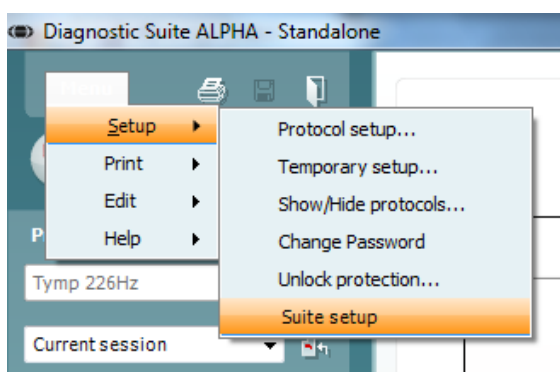 Diagnostic Suite ALPHA - Standalone
Menu
Setup
Print
Edit
Help
Protocol setup...
Temporary setup...
Show/Hide protocols...
Change Password
Unlock protection...
Suite setup
P
Tymp 226Hz
Current session